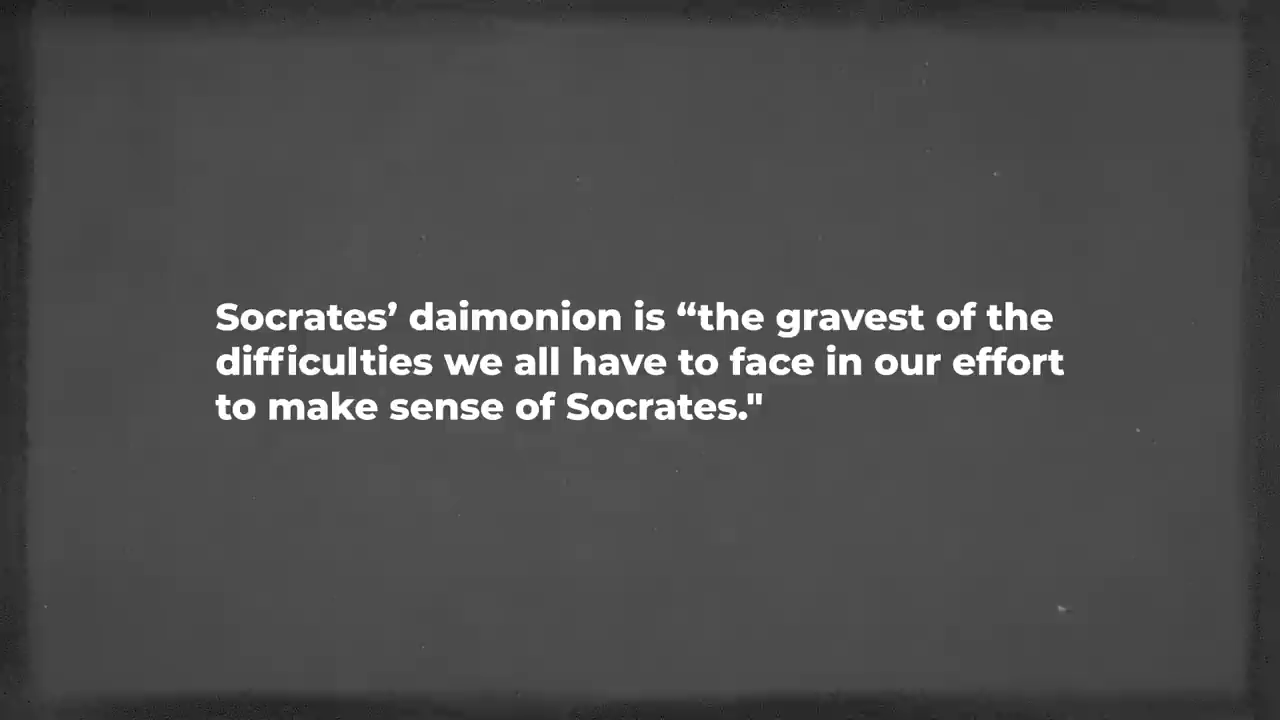 Socrates’ daimonion is “the gravest of the
difficulties we all have to face in our effort
to make sense of Socrates."